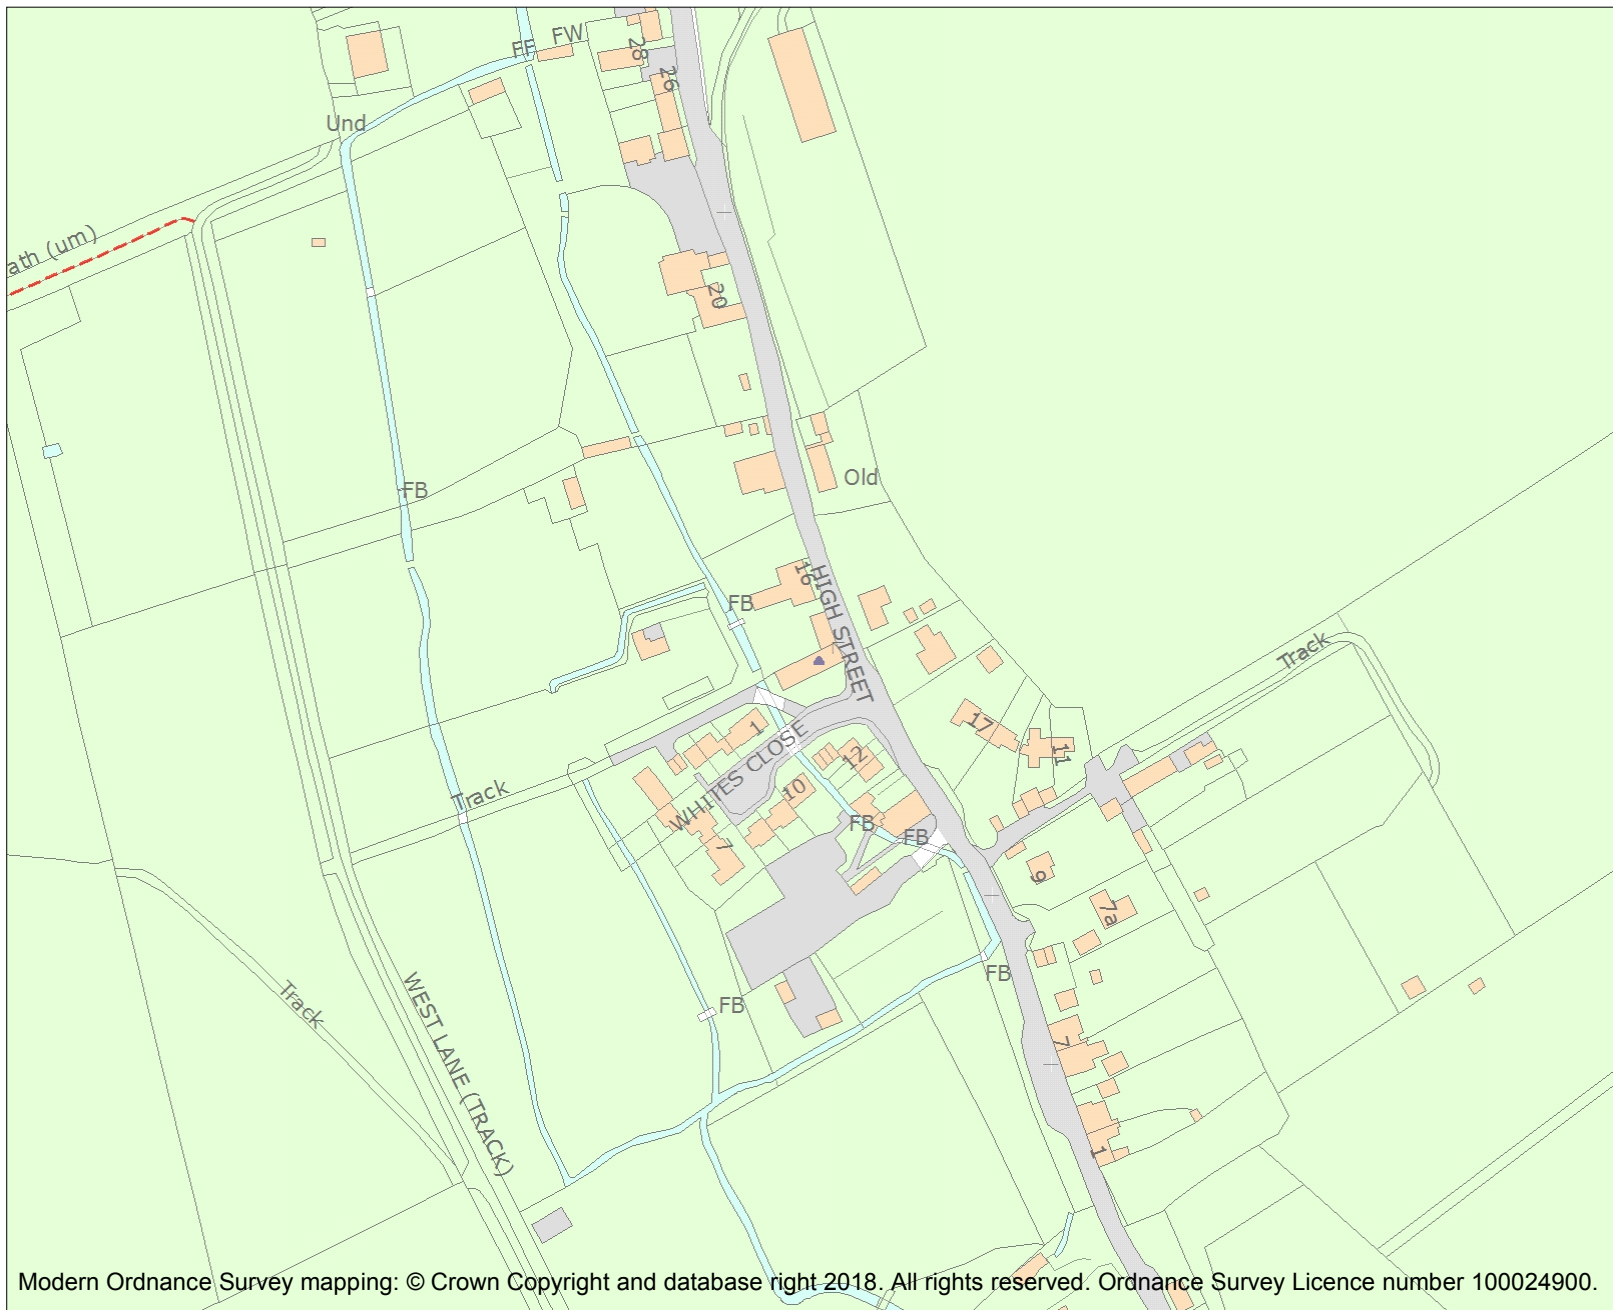 FF
FW
28
26
Und
ath (um)
20
FB
Old
16
FB
HIGH STREET
Track
17
11
1
WHITES CLOSE
12
10
Track
7
FB
FB
9
7a
FB
FB
Track
WEST LANE (TRACK)
7
1
Modern Ordnance Survey mapping: © Crown Copyright and database right 2018. All rights reserved. Ordnance Survey Licence number 100024900.